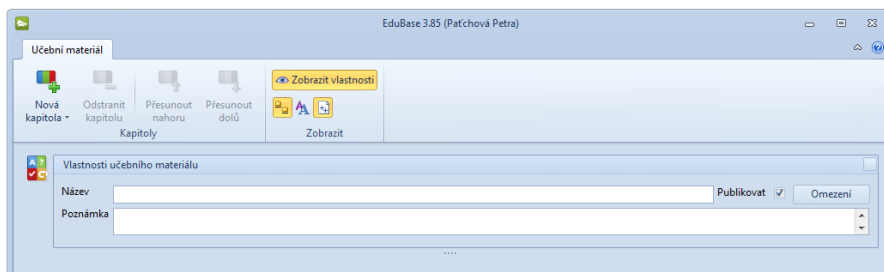 EduBase 3.85 (Paťchová Petra)
Učební materiál
Nová kapitola
Odstranit kapitolu
Přesunout nahoru
Přesunout dolů
Kapitoly
Zobrazit vlastnosti
Zobrazit
Vlastnosti učebního materiálu
Název
Publikovat
Omezení
Poznámka